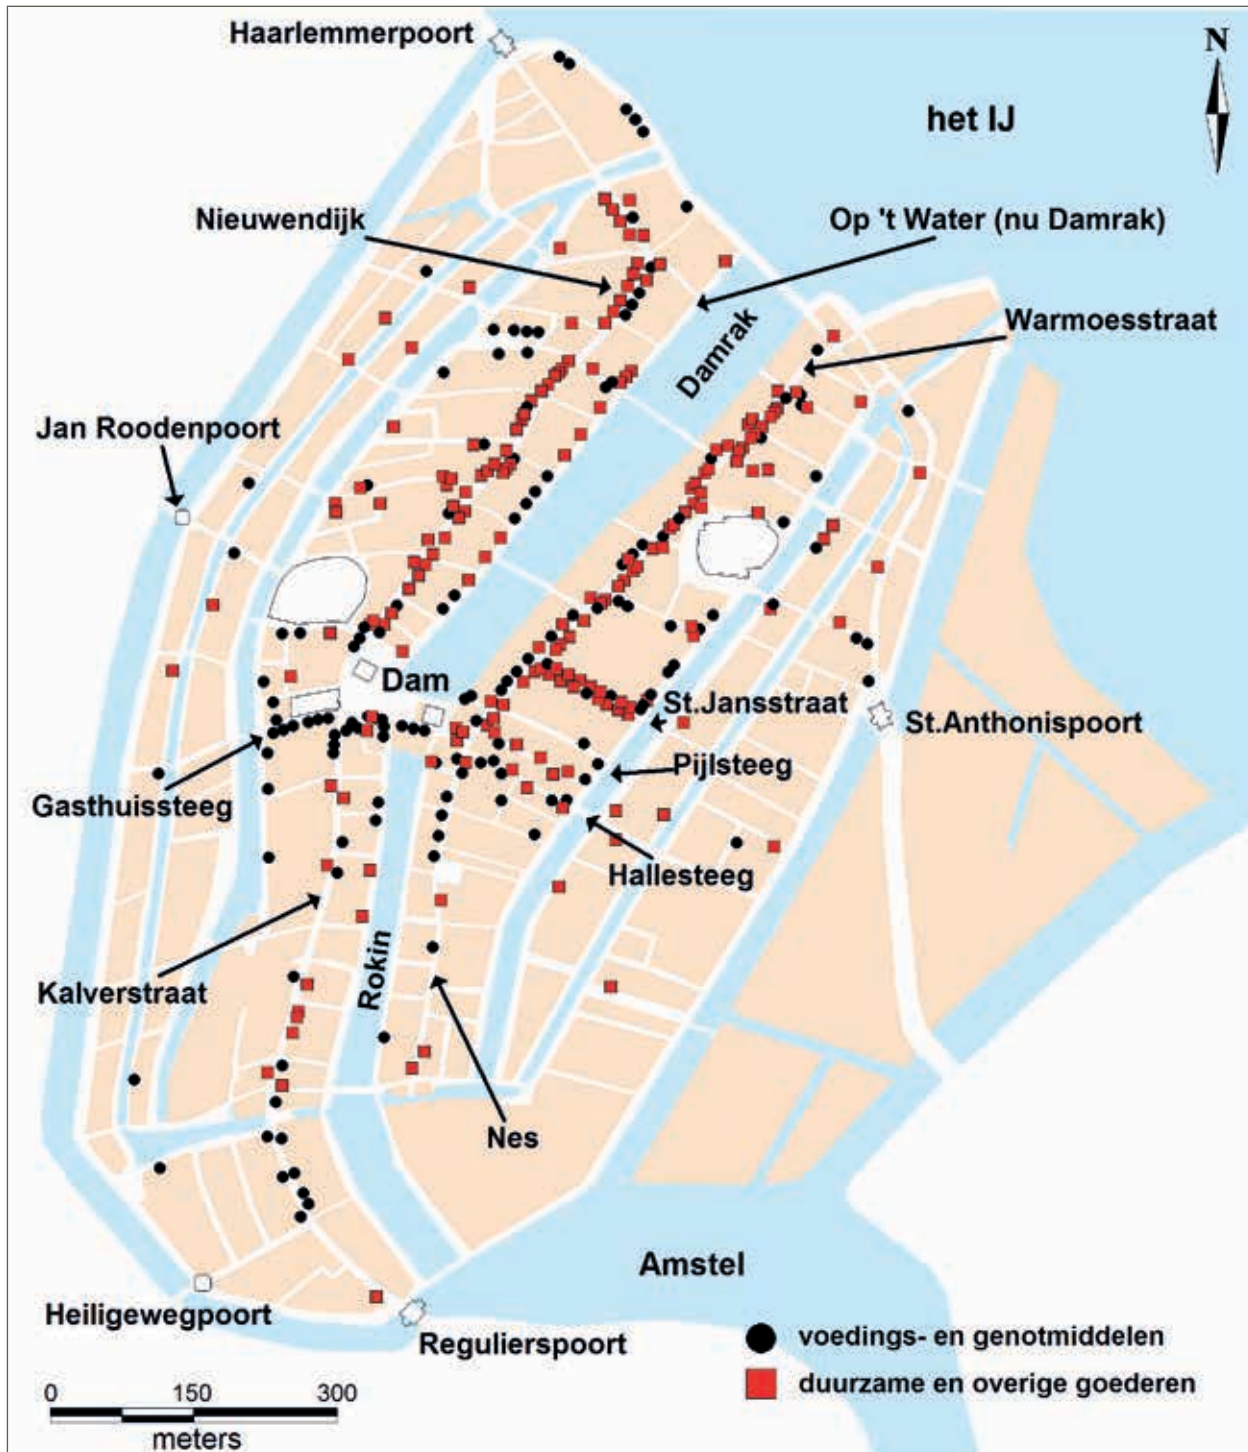 Haarlemmerpoort
N
het IJ
Nieuwendijk
Op 't Water (nu Damrak)
Warmoesstraat
Damrak
Jan Roodenpoort
Dam
St.Jansstraat
St.Anthonispoort
Pijlsteeg
Gasthuissteeg
Hallesteeg
Kalverstraat
Rokin
Nes
Amstel
Heiligewegpoort
Regulierspoort
voedings- en genotmiddelen
duurzame en overige goederen
0 150 300
meters